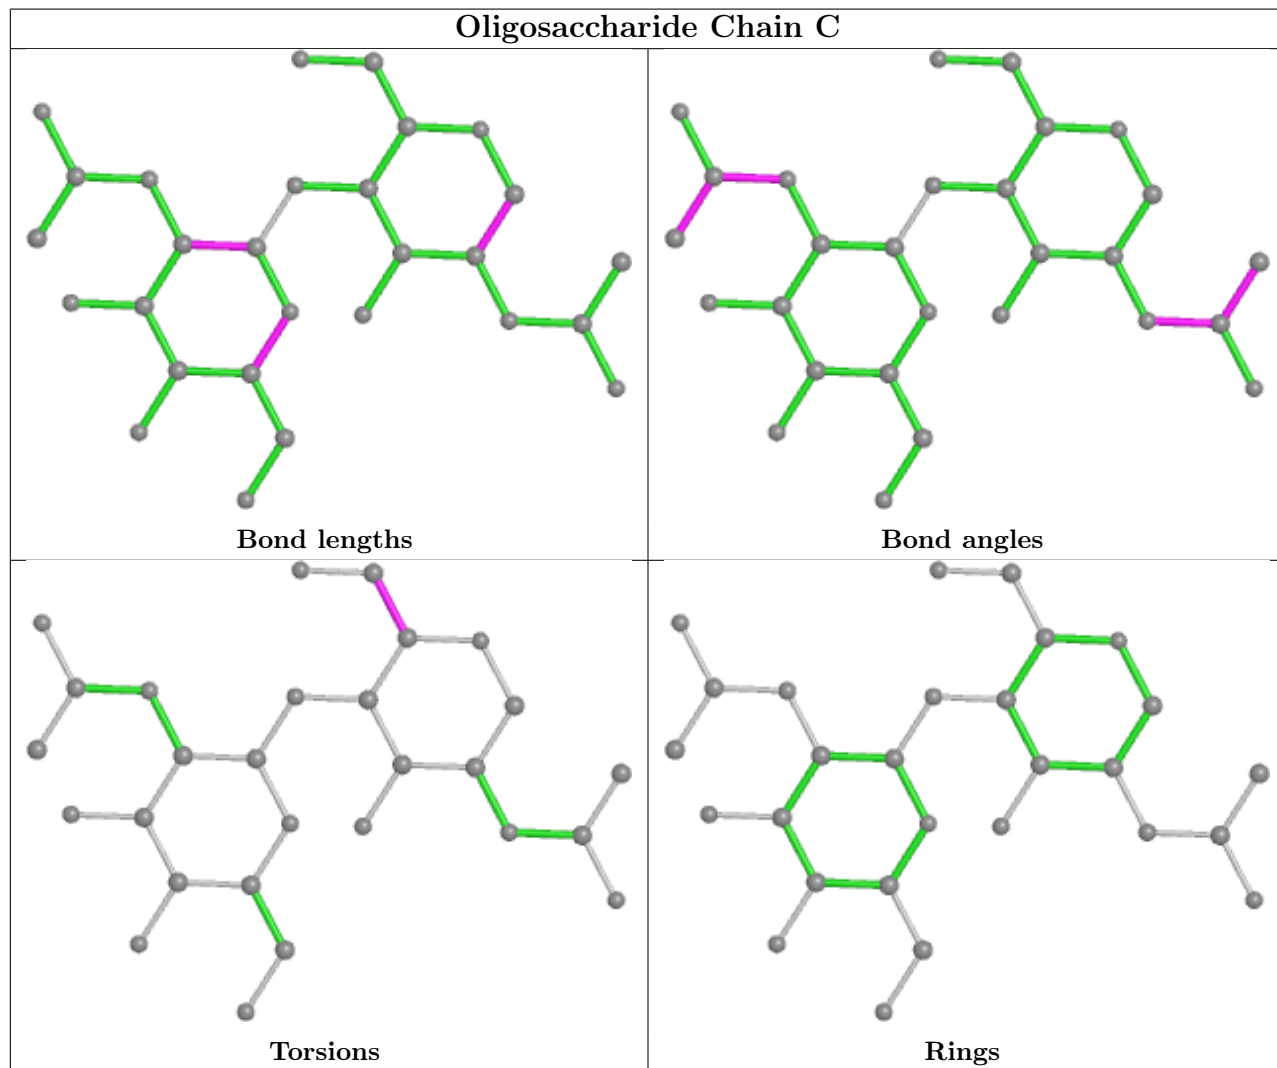 Oligosaccharide Chain C
Bond lengths
Bond angles
Torsions
Rings